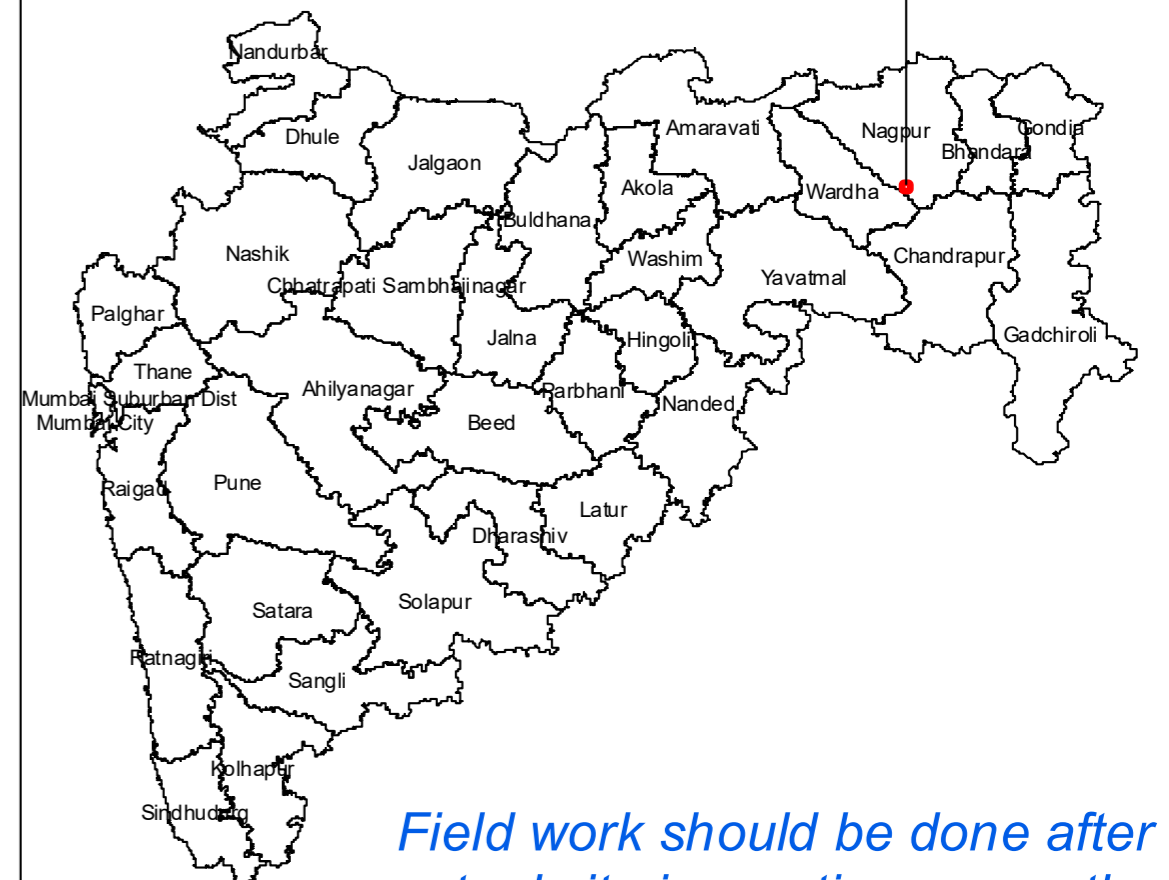 Nandurbar
Dhule
Jalgaon
Amaravati
Nagpur
Gondia
Bhandara
Akola
Wardha
Buldhana
Nashik
Washim
Chandrapur
Yavatmal
Chhatrapati Sambhajinagar
Palghar
Jalna
Hingoli
Gadchiroli
Thane
Ahilyanagar
Parbhani
Mumbai Suburban Dist
Nanded
Mumbai City
Beed
Raigad
Pune
Latur
Dharashiv
Satara
Solapur
Ratnagiri
Sangli
Kolhapur
Sindhudurg
Field work should be done after